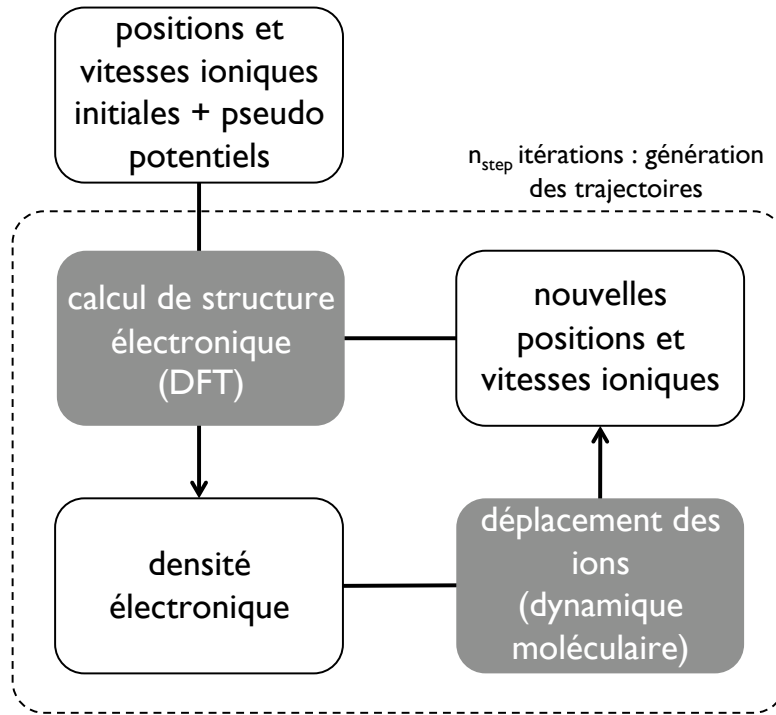 positions et
vitesses ioniques
initiales + pseudo
potentiels
n_step itérations : génération
des trajectoires
calcul de structure
électronique
(DFT)
nouvelles
positions et
vitesses ioniques
densité
électronique
déplacement des
ions
(dynamique
moléculaire)